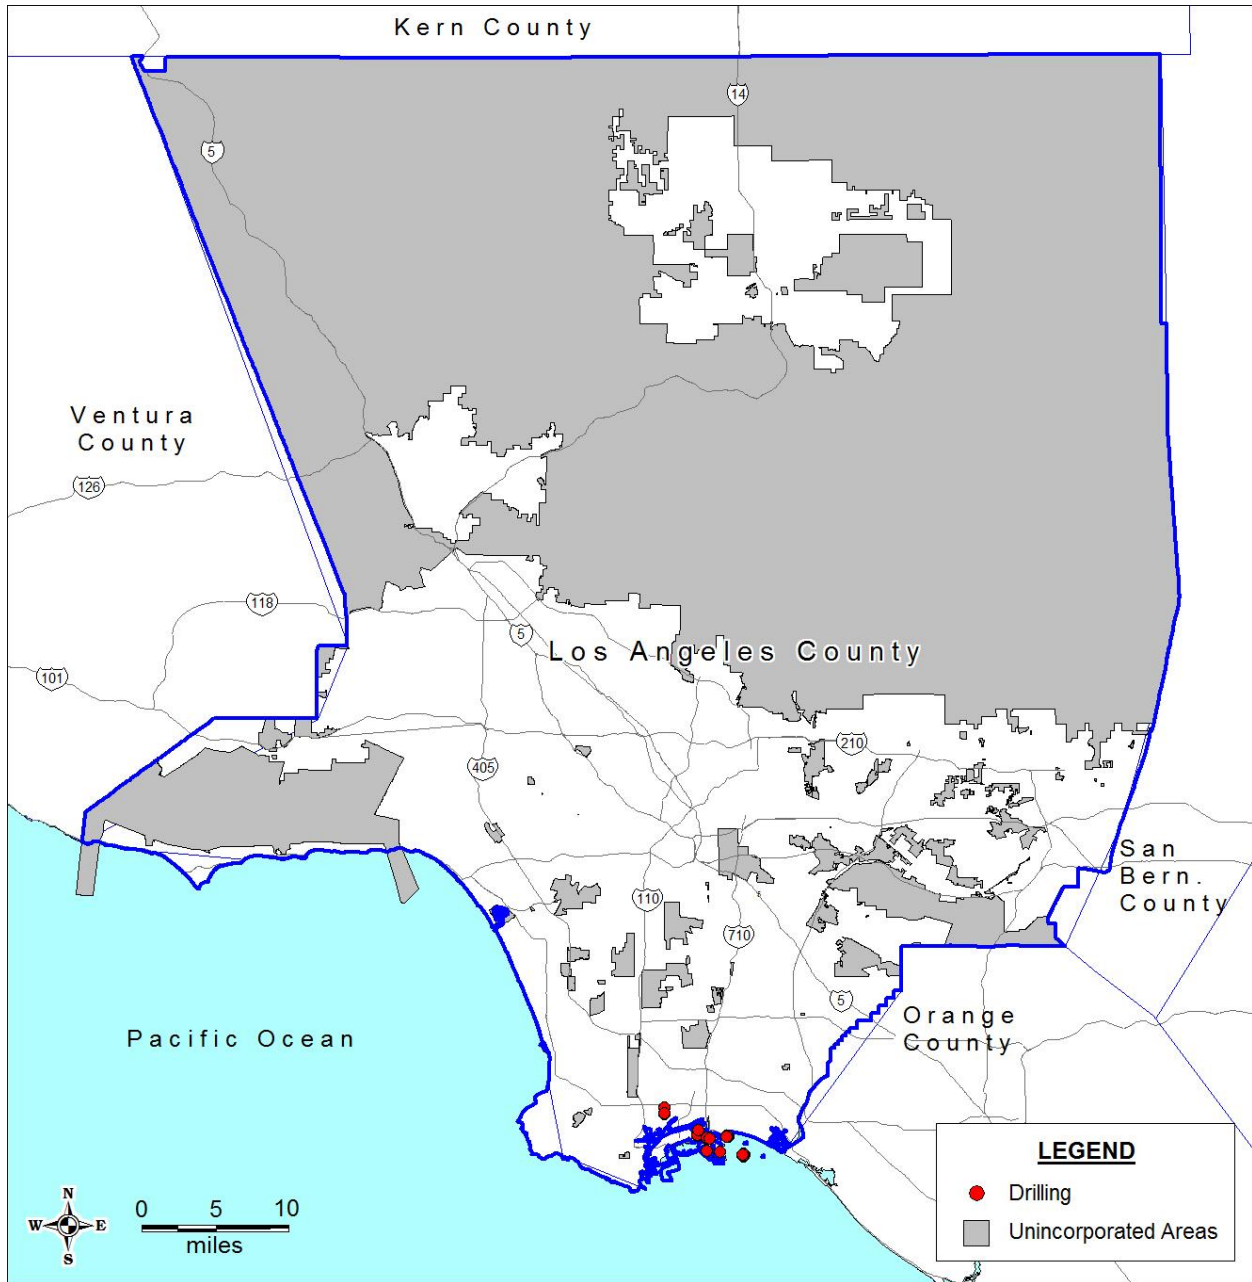 Kern County
14
5
Ventura
County
126
118
5
Los Angeles County
101
210
405
San
Bern.
County
110
710
5
Orange
County
Pacific Ocean
LEGEND
Drilling
Unincorporated Areas
N
W E
S
0 10
miles